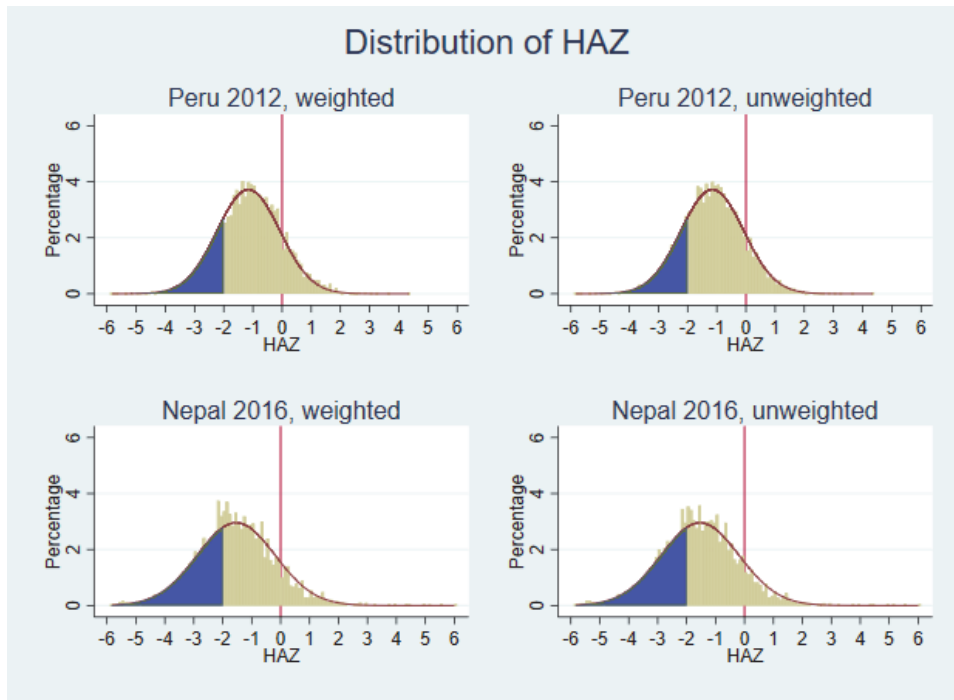 Distribution of HAZ
Peru 2012, weighted
6
4
2
0
Percentage
-6 -5 -4 -3 -2 -1 0 1 2 3 4 5 6
HAZ
Peru 2012, unweighted
6
4
2
0
Percentage
-6 -5 -4 -3 -2 -1 0 1 2 3 4 5 6
HAZ
Nepal 2016, weighted
6
4
2
0
Percentage
-6 -5 -4 -3 -2 -1 0 1 2 3 4 5 6
HAZ
Nepal 2016, unweighted
6
4
2
0
Percentage
-6 -5 -4 -3 -2 -1 0 1 2 3 4 5 6
HAZ